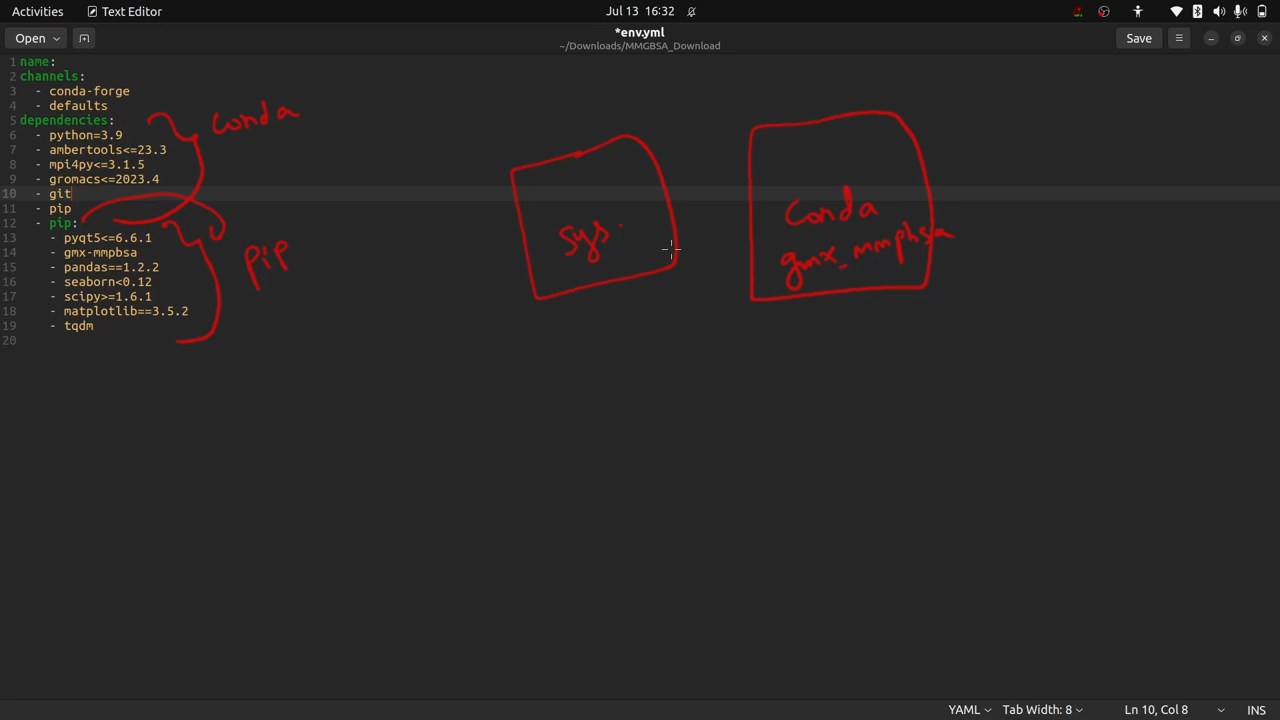 Activities Text Editor Jul 13 16:32
Open *env.yml Save
~/Downloads/MMGBSA_Download
1 name:
2 channels:
3 - conda-forge
4 - defaults
5 dependencies:
6 - python=3.9
7 - ambertools<=23.3
8 - mpi4py<=3.1.5
9 - gromacs<=2023.4
10 - git
11 - pip
12 - pip:
13 - pyqt5<=6.6.1
14 - gmx-mmpbsa
15 - pandas==1.2.2
16 - seaborn<0.12
17 - scipy>=1.6.1
18 - matplotlib==3.5.2
19 - tqdm
20
Conda
pip
sys.
Conda
gmx_mmpbsa
YAML Tab Width: 8 Ln 10, Col 8 INS